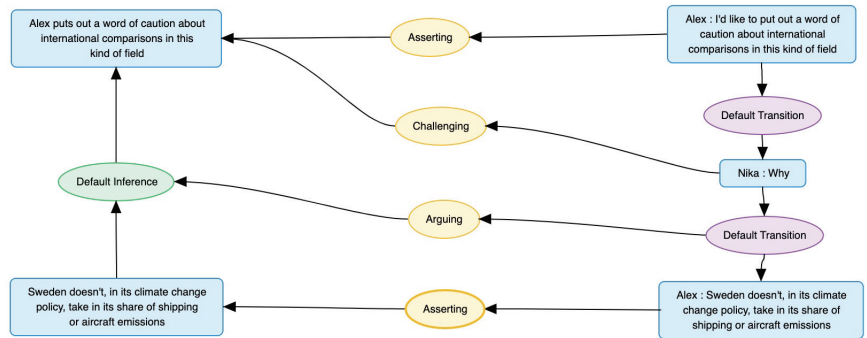 Alex puts out a word of caution about
international comparisons in this
kind of field
Asserting
Alex : I'd like to put out a word of
caution about international
comparisons in this kind of field
Default Transition
Challenging
Nika : Why
Default Inference
Arguing
Default Transition
Sweden doesn't, in its climate change
policy, take in its share of shipping
or aircraft emissions
Asserting
Alex : Sweden doesn't, in its climate
change policy, take in its share of
shipping or aircraft emissions